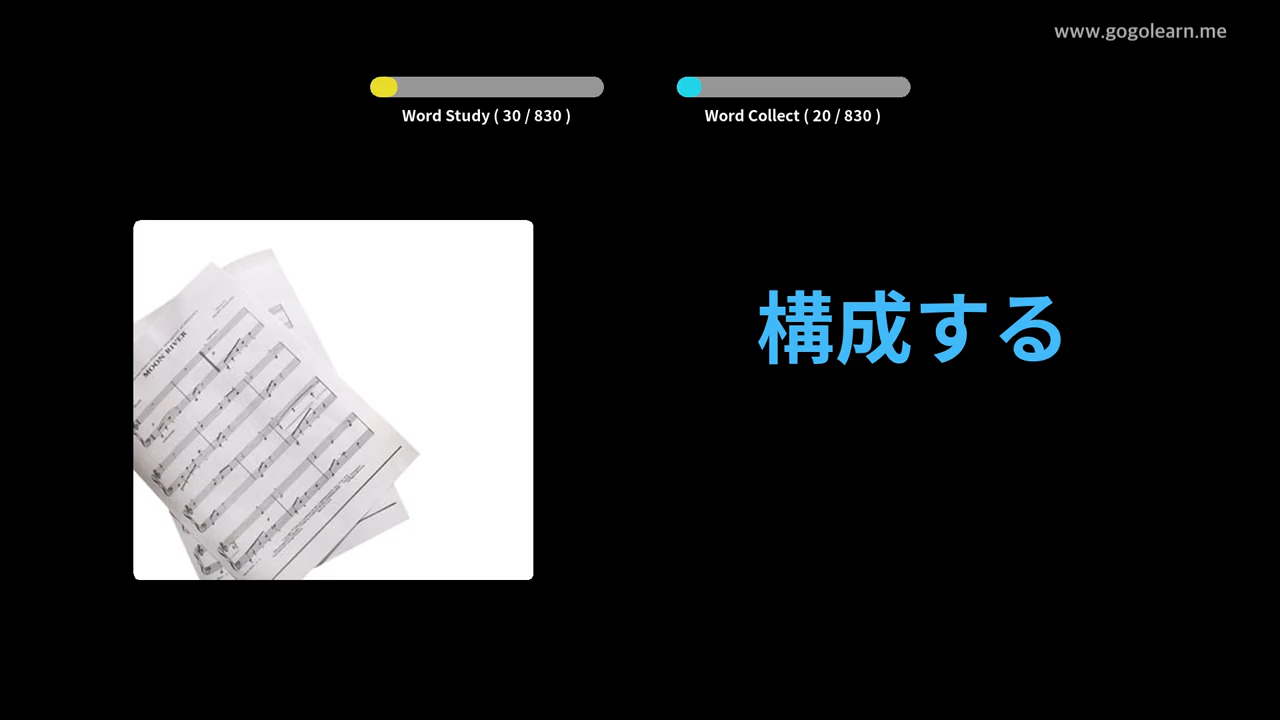 www.gogolearn.me
Word Study ( 30 / 830 )
Word Collect ( 20 / 830 )
MOON RIVER
構成する